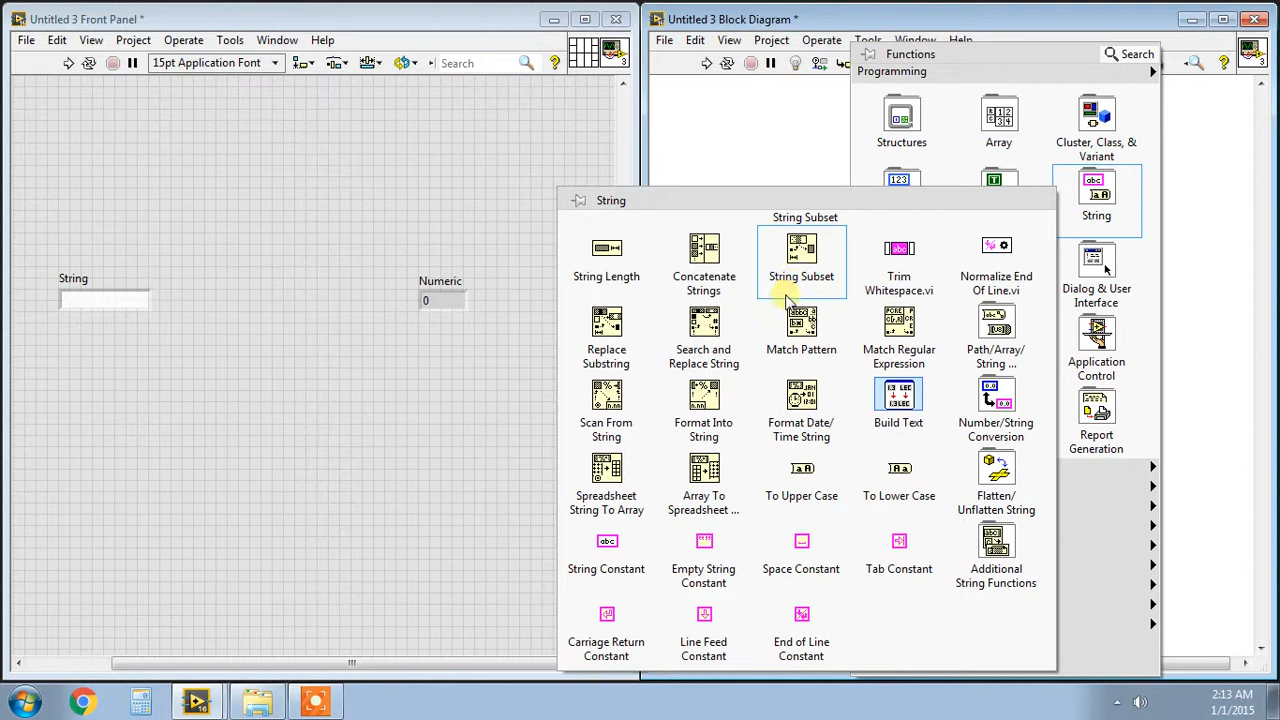 Untitled 3 Front Panel *
File Edit View Project Operate Tools Window Help
15pt Application Font
Search
3
String
Numeric
0
Untitled 3 Block Diagram *
File Edit View Project Operate Tools Window Help
3
Functions
Search
Programming
Structures
Array
Cluster, Class, &
Variant
String
Dialog & User
Interface
Application
Control
Report
Generation
String
String Subset
String Length
Concatenate
Strings
String Subset
Trim
Whitespace.vi
Normalize End
Of Line.vi
Replace
Substring
Search and
Replace String
Match Pattern
Match Regular
Expression
Path/Array/
String ...
Scan From
String
Format Into
String
Format Date/
Time String
Build Text
Number/String
Conversion
Spreadsheet
String To Array
Array To
Spreadsheet ...
To Upper Case
To Lower Case
Flatten/
Unflatten String
String Constant
Empty String
Constant
Space Constant
Tab Constant
Additional
String Functions
Carriage Return
Constant
Line Feed
Constant
End of Line
Constant
2:13 AM
1/1/2015